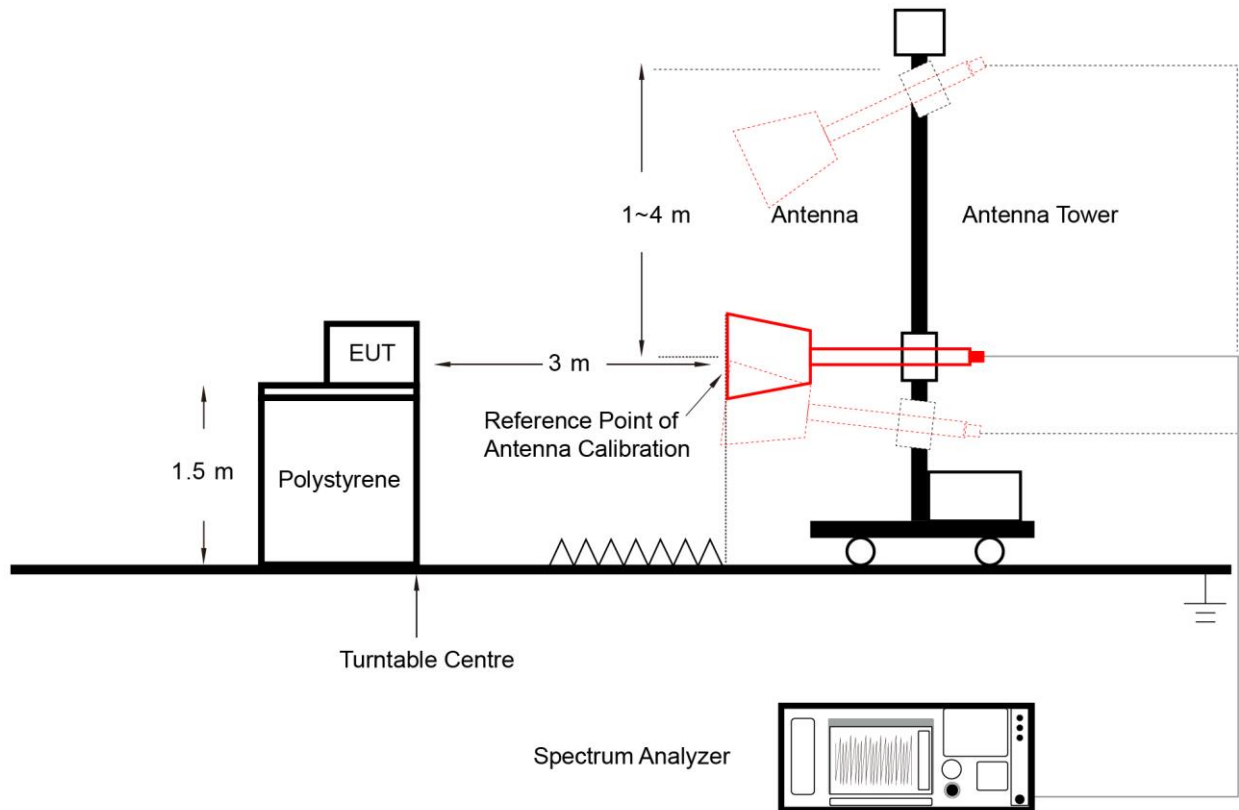 1~4 m
Antenna
Antenna Tower
EUT
3 m
Reference Point of
Antenna Calibration
1.5 m
Polystyrene
Turntable Centre
Spectrum Analyzer